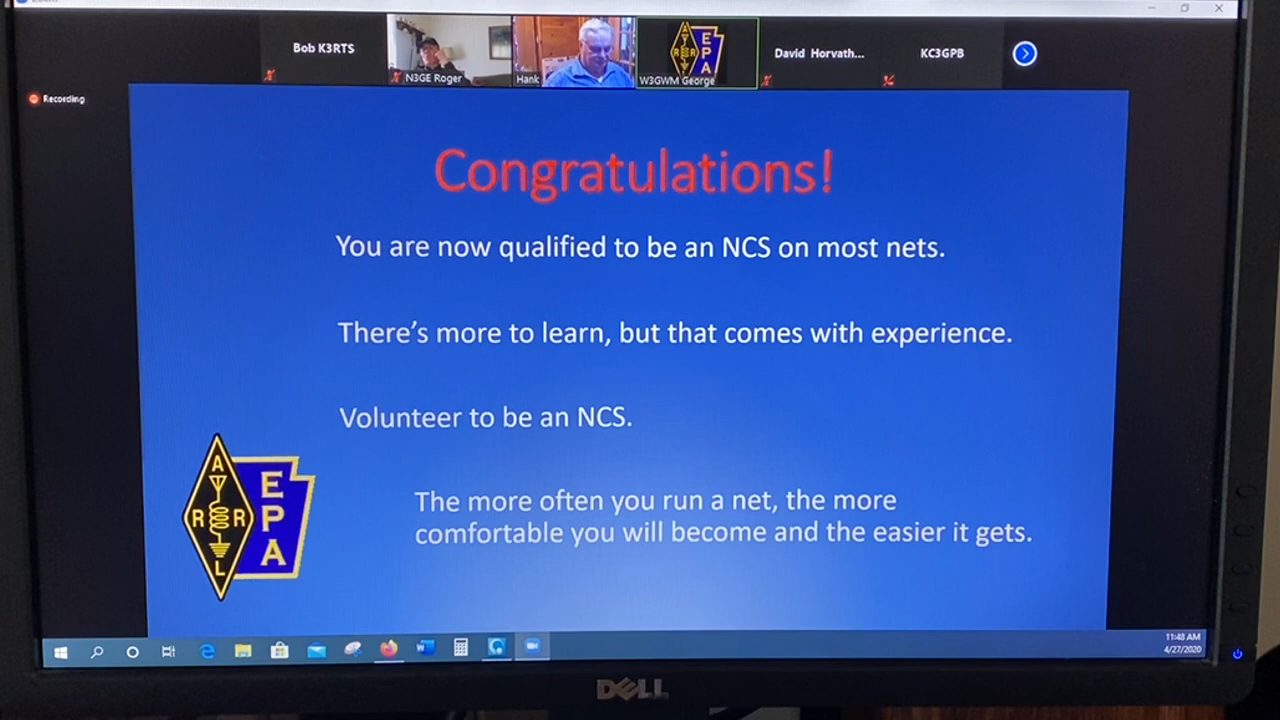 Bob K3RTS
N3GE Roger
Hank
W3GWM George
David Horvath...
KC3GPB
A
R R
L
E
P
A
Recording
Congratulations!
You are now qualified to be an NCS on most nets.
There's more to learn, but that comes with experience.
Volunteer to be an NCS.
The more often you run a net, the more
comfortable you will become and the easier it gets.
A
R R
L
E
P
A
11:48 AM
4/27/2020
DELL